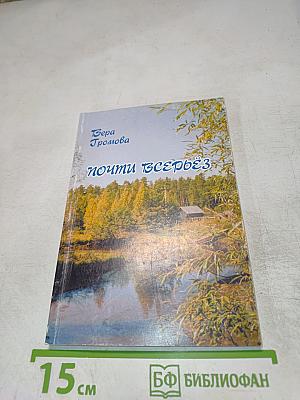 Вера
Громова
ПОЧТИ ВСЕРЬЁЗ
15 см
БФ БИБЛИОФАН